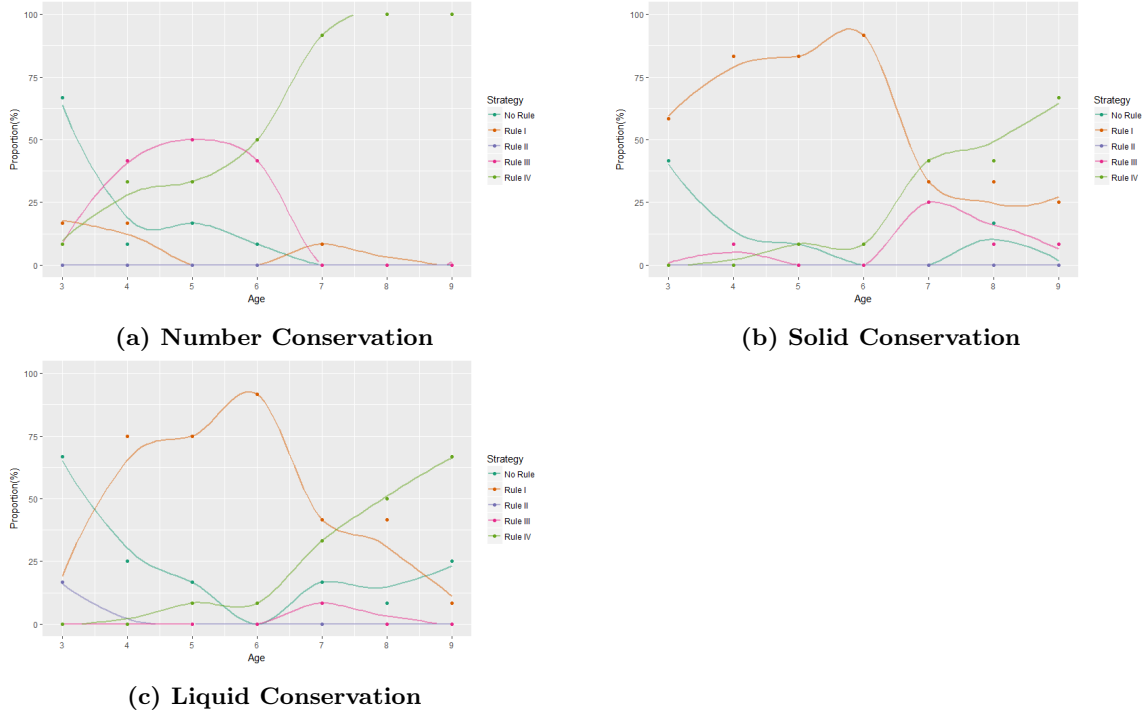 100
75
50
25
0
Proportion(%)
3 4 5 6 7 8 9
Age
Strategy
No Rule
Rule I
Rule II
Rule III
Rule IV
(a) Number Conservation
100
75
50
25
0
Proportion(%)
3 4 5 6 7 8 9
Age
Strategy
No Rule
Rule I
Rule II
Rule III
Rule IV
(b) Solid Conservation
100
75
50
25
0
Proportion(%)
3 4 5 6 7 8 9
Age
Strategy
No Rule
Rule I
Rule II
Rule III
Rule IV
(c) Liquid Conservation